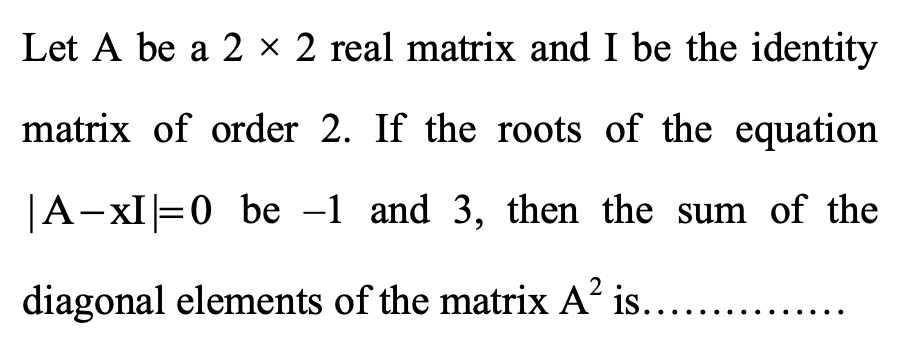 Let A be a 2 × 2 real matrix and I be the identity
matrix of order 2. If the roots of the equation
|A−xI|=0 be −1 and 3, then the sum of the
diagonal elements of the matrix A² is...............